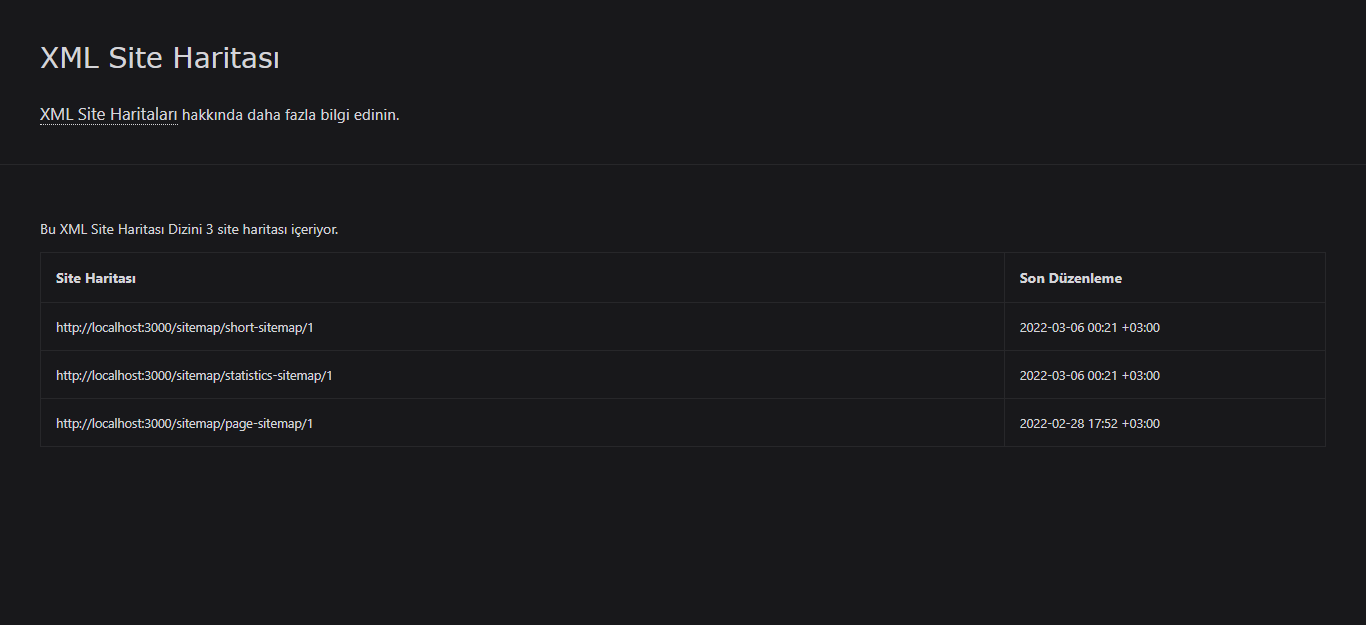 XML Site Haritası
XML Site Haritaları hakkında daha fazla bilgi edinin.
Bu XML Site Haritası Dizini 3 site haritası içeriyor.
Site Haritası Son Düzenleme
http://localhost:3000/sitemap/short-sitemap/1 2022-03-06 00:21 +03:00
http://localhost:3000/sitemap/statistics-sitemap/1 2022-03-06 00:21 +03:00
http://localhost:3000/sitemap/page-sitemap/1 2022-02-28 17:52 +03:00